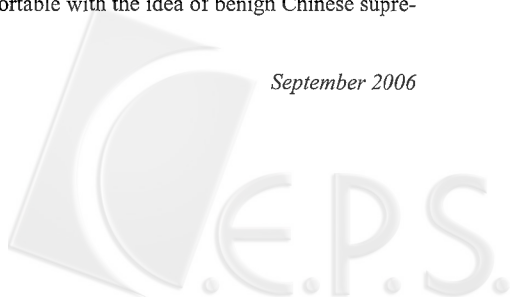 ortable with the idea of benign Chinese supre-
September 2006
C.E.P.S.